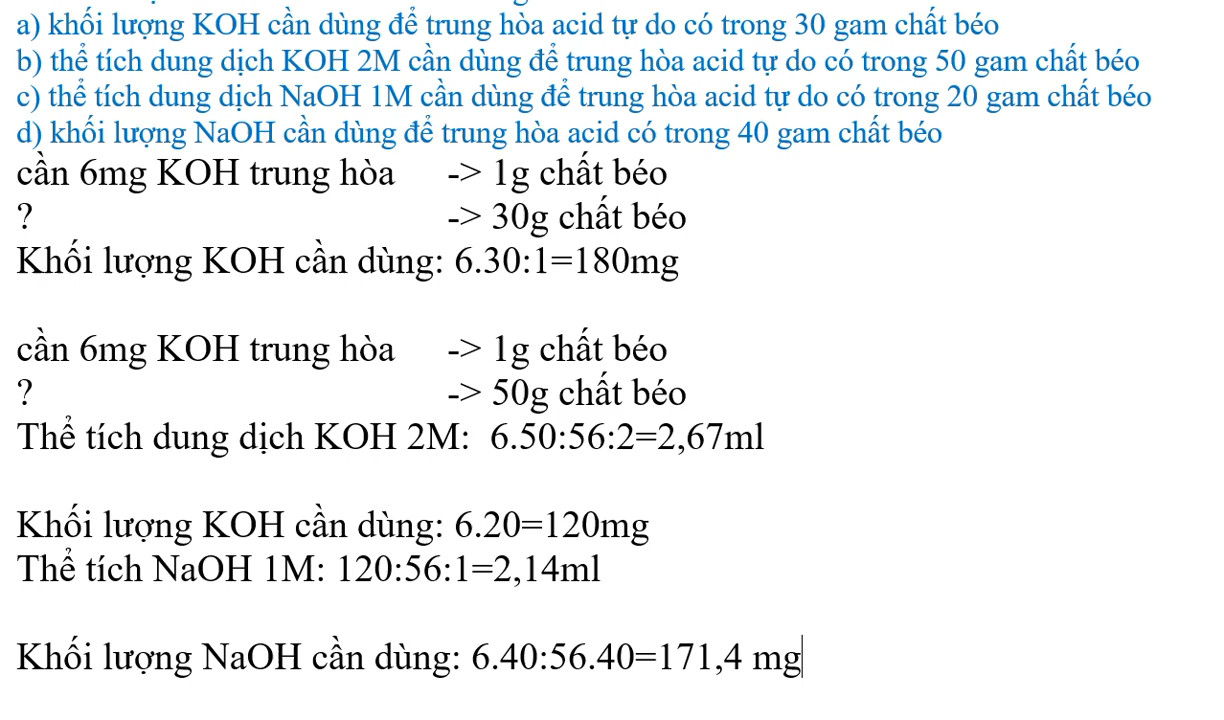 a) khối lượng KOH cần dùng để trung hòa acid tự do có trong 30 gam chất béo
b) thể tích dung dịch KOH 2M cần dùng để trung hòa acid tự do có trong 50 gam chất béo
c) thể tích dung dịch NaOH 1M cần dùng để trung hòa acid tự do có trong 20 gam chất béo
d) khối lượng NaOH cần dùng để trung hòa acid có trong 40 gam chất béo
cần 6mg KOH trung hòa -> 1g chất béo
? -> 30g chất béo
Khối lượng KOH cần dùng: 6.30:1=180mg
cần 6mg KOH trung hòa -> 1g chất béo
? -> 50g chất béo
Thể tích dung dịch KOH 2M: 6.50:56:2=2,67ml
Khối lượng KOH cần dùng: 6.20=120mg
Thể tích NaOH 1M: 120:56:1=2,14ml
Khối lượng NaOH cần dùng: 6.40:56.40=171,4 mg